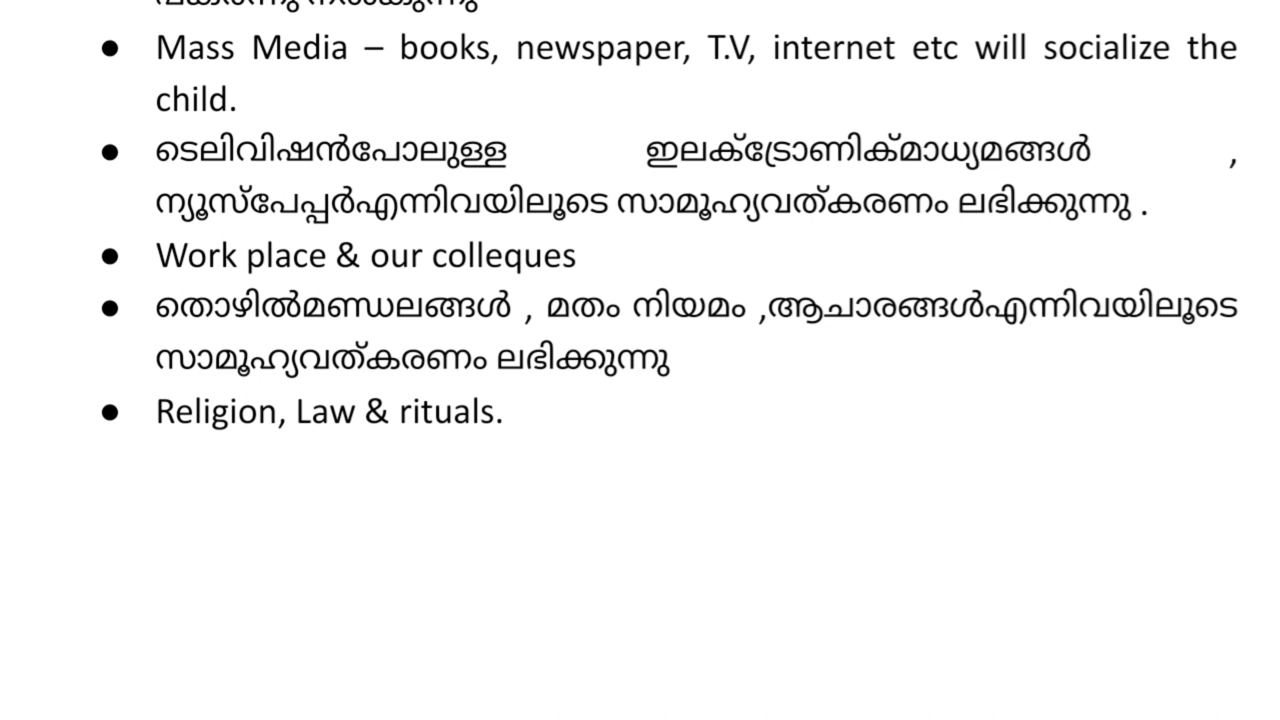 പകർന്നു നൽകുന്നു
● Mass Media – books, newspaper, T.V, internet etc will socialize the
child.
● ടെലിവിഷൻപോലുള്ള ഇലക്ട്രോണിക്മാധ്യമങ്ങൾ ,
ന്യൂസ്പേപ്പർഎന്നിവയിലൂടെ സാമൂഹ്യവത്കരണം ലഭിക്കുന്നു .
● Work place & our colleques
● തൊഴിൽമണ്ഡലങ്ങൾ , മതം നിയമം ,ആചാരങ്ങൾഎന്നിവയിലൂടെ
സാമൂഹ്യവത്കരണം ലഭിക്കുന്നു
● Religion, Law & rituals.